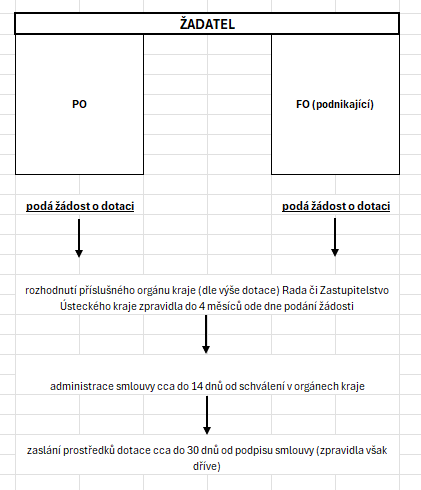 ŽADATEL
PO
FO (podnikající)
podá žádost o dotaci
podá žádost o dotaci
rozhodnutí příslušného orgánu kraje (dle výše dotace) Rada či Zastupitelstvo
Ústeckého kraje zpravidla do 4 měsíců ode dne podání žádosti
administrace smlouvy cca do 14 dnů od schválení v orgánech kraje
zaslání prostředků dotace cca do 30 dnů od podpisu smlouvy (zpravidla však
dříve)